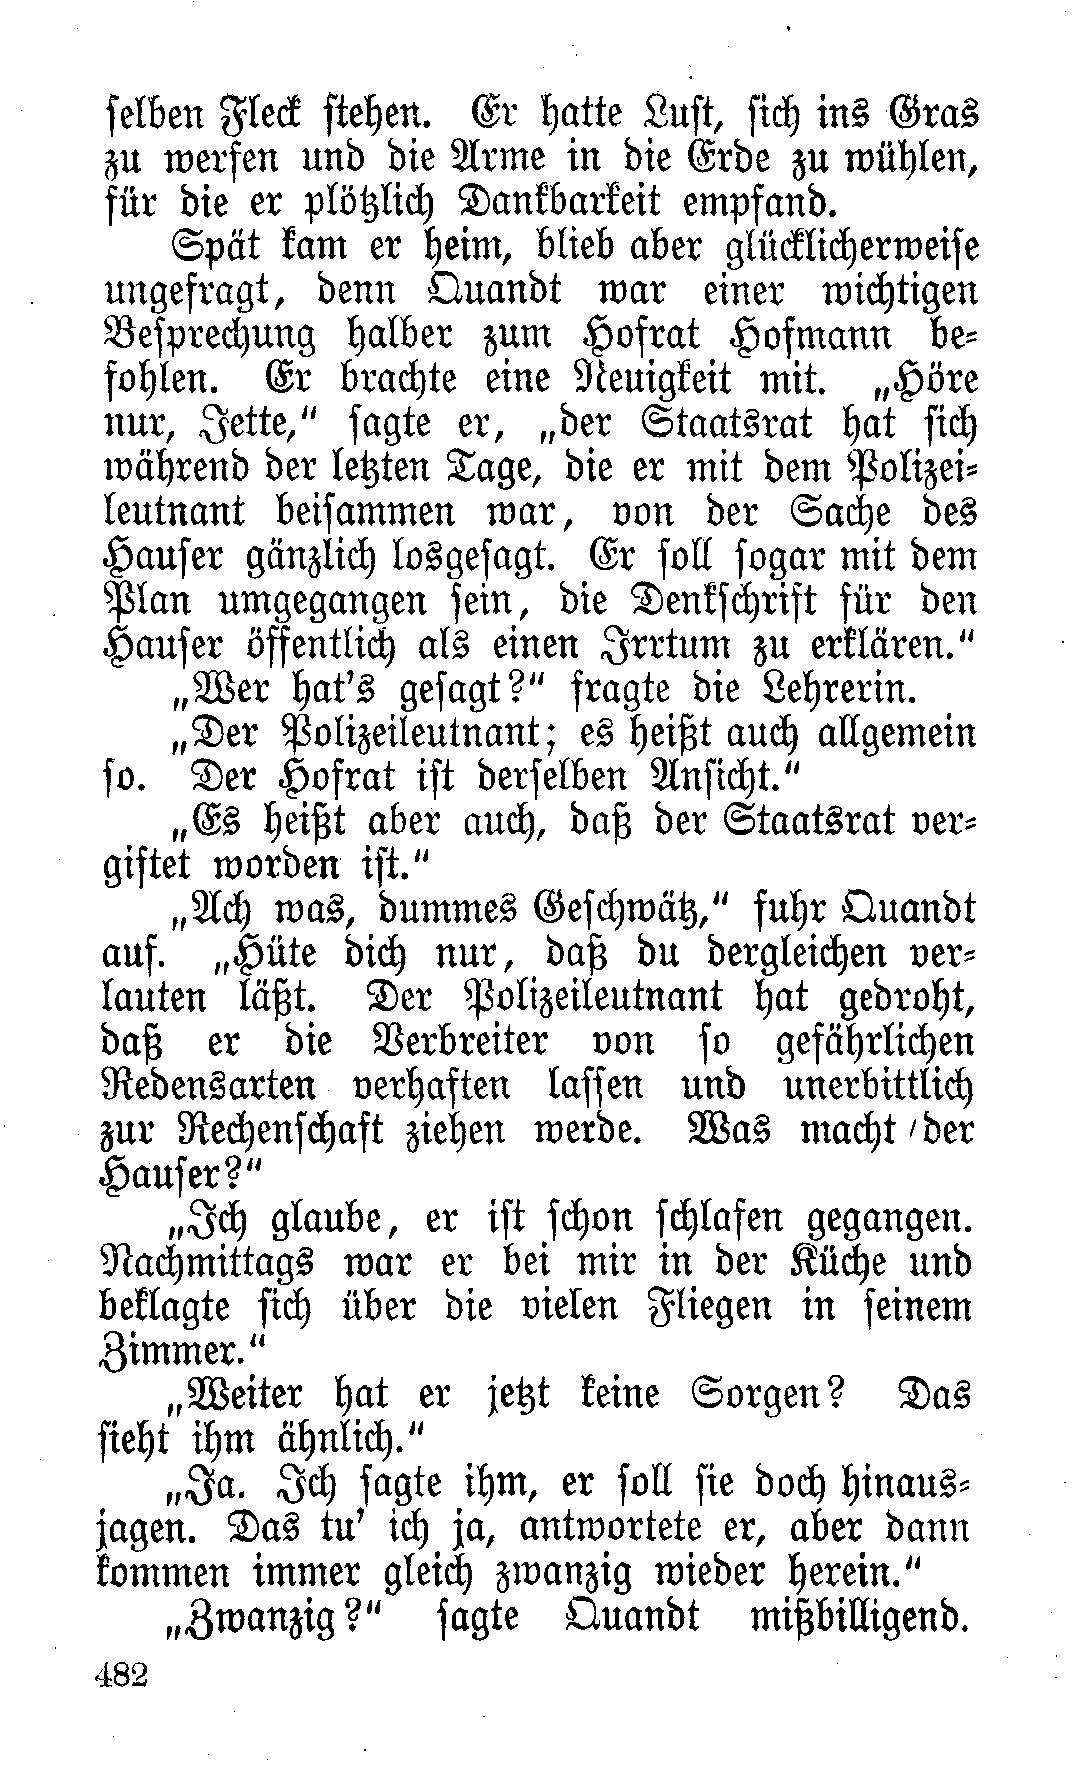 selben Fleck stehen. Er hatte Lust, sich ins Gras
zu werfen und die Arme in die Erde zu wühlen,
für die er plötzlich Dankbarkeit empfand.
Spät kam er heim, blieb aber glücklicherweise
ungefragt, denn Quandt war einer wichtigen
Besprechung halber zum Hofrat Hofmann be-
fohlen. Er brachte eine Neuigkeit mit. „Höre
nur, Jette,“ sagte er, „der Staatsrat hat sich
während der letzten Tage, die er mit dem Polizei-
leutnant beisammen war, von der Sache des
Hauser gänzlich losgesagt. Er soll sogar mit dem
Plan umgegangen sein, die Denkschrift für den
Hauser öffentlich als einen Irrtum zu erklären.“
„Wer hat's gesagt?“ fragte die Lehrerin.
„Der Polizeileutnant; es heißt auch allgemein
so. Der Hofrat ist derselben Ansicht.“
„Es heißt aber auch, daß der Staatsrat ver-
giftet worden ist.“
„Ach was, dummes Geschwätz,“ fuhr Quandt
auf. „Hüte dich nur, daß du dergleichen ver-
lauten läßt. Der Polizeileutnant hat gedroht,
daß er die Verbreiter von so gefährlichen
Redensarten verhaften lassen und unerbittlich
zur Rechenschaft ziehen werde. Was macht der
Hauser?“
„Ich glaube, er ist schon schlafen gegangen.
Nachmittags war er bei mir in der Küche und
beklagte sich über die vielen Fliegen in seinem
Zimmer.“
„Weiter hat er jetzt keine Sorgen? Das
sieht ihm ähnlich.“
„Ja. Ich sagte ihm, er soll sie doch hinaus-
jagen. Das tu' ich ja, antwortete er, aber dann
kommen immer gleich zwanzig wieder herein.“
„Zwanzig?“ sagte Quandt mißbilligend.
482